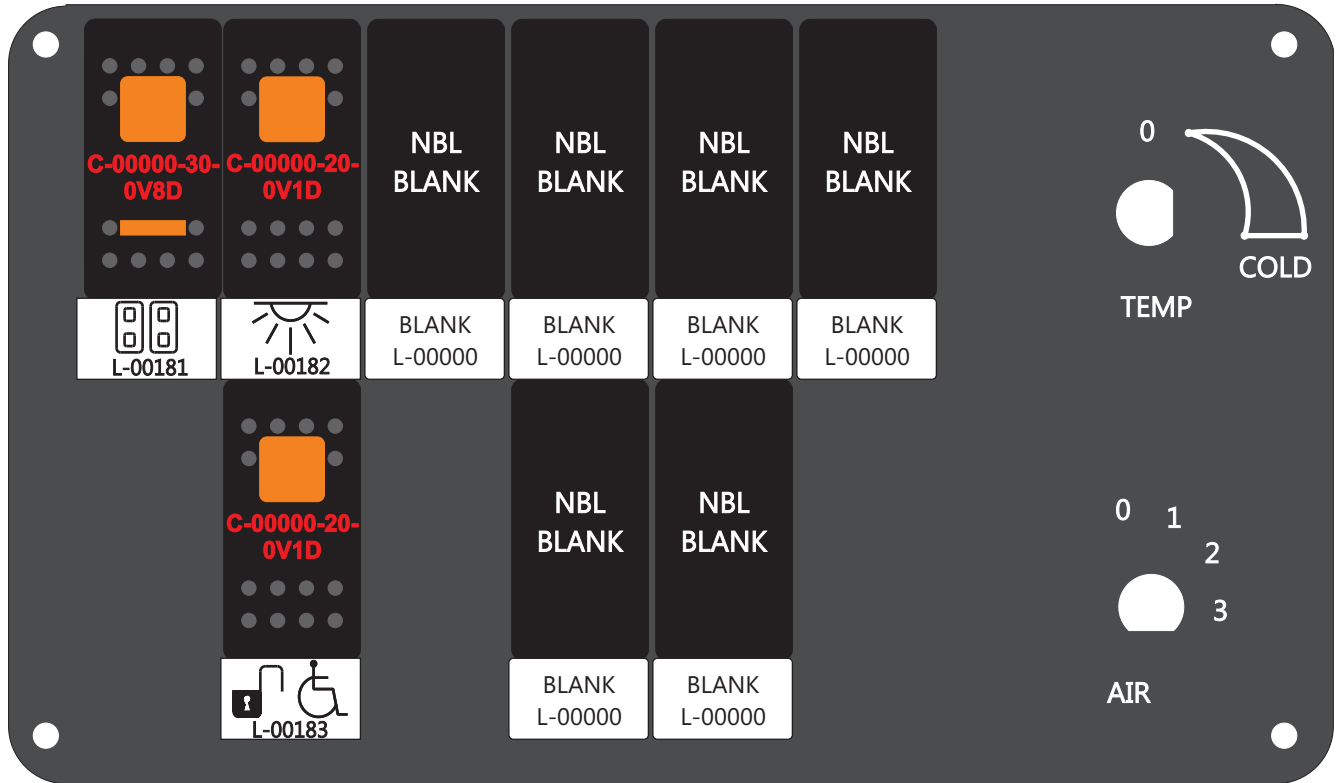 C-00000-30-
0V8D
C-00000-20-
0V1D
NBL
BLANK
NBL
BLANK
NBL
BLANK
NBL
BLANK
L-00181
L-00182
BLANK
L-00000
BLANK
L-00000
BLANK
L-00000
BLANK
L-00000
0
COLD
TEMP
C-00000-20-
0V1D
NBL
BLANK
NBL
BLANK
L-00183
BLANK
L-00000
BLANK
L-00000
0
1
2
3
AIR